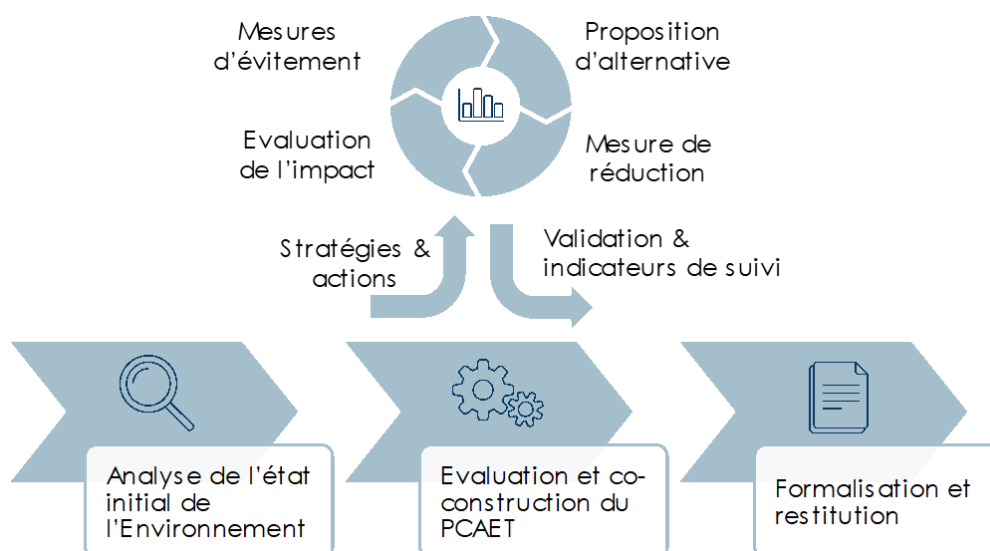 Mesures
d'évitement
Proposition
d'alternative
Evaluation
de l'impact
Mesure de
réduction
Stratégies &
actions
Validation &
indicateurs de suivi
Analyse de l'état
initial de
l'Environnement
Evaluation et co-
construction du
PCAET
Formalisation et
restitution